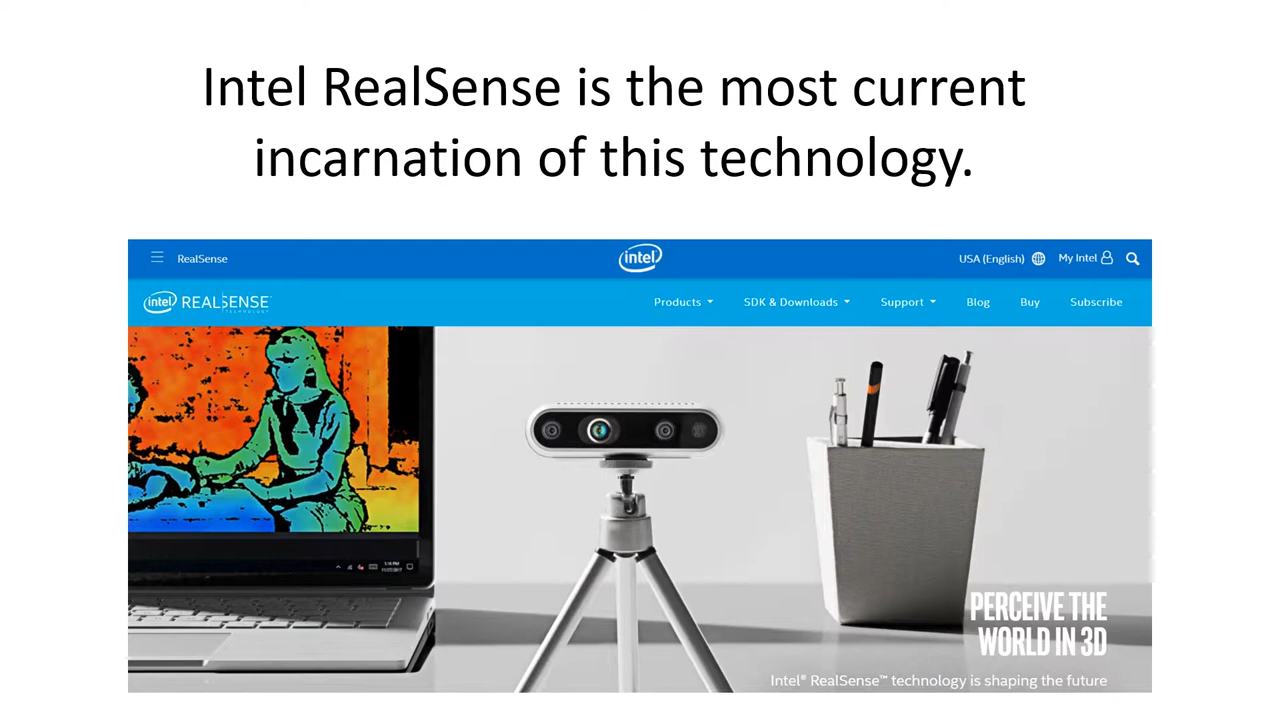 Intel RealSense is the most current
incarnation of this technology.
RealSense
intel
USA (English)
My Intel
intel REALSENSE
TECHNOLOGY
Products
SDK & Downloads
Support
Blog
Buy
Subscribe
PERCEIVE THE
WORLD IN 3D
Intel® RealSense™ technology is shaping the future